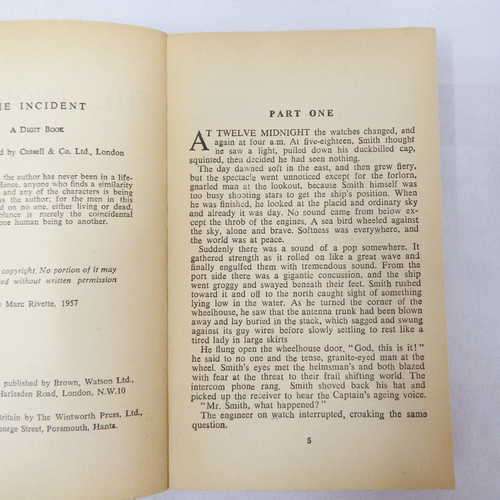 E INCIDENT
A DIGIT BOOK
d by Cassell & Co. Ltd., London
the author has never been in a life-
Hence, anyone who finds a similarity
and any of the characters is being
s the author; for the men in this
d on no one, either living or dead,
blance is merely the coincidental
one human being to another.
copyright. No portion of it may
ed without written permission
Marc Rivette, 1957
published by Brown, Watson Ltd.,
Harlesden Road, London, N.W.10
Britain by The Wintworth Press, Ltd.,
eorge Street, Porsmouth, Hants.
PART ONE
AT TWELVE MIDNIGHT the watches changed, and
again at four a.m. At five-eighteen, Smith thought
he saw a light, pulled down his duckbilled cap,
squinted, then decided he had seen nothing.
The day dawned soft in the east, and then grew fiery,
but the spectacle went unnoticed except for the forlorn,
gnarled man at the lookout, because Smith himself was
too busy shooting stars to get the ship's position. When
he was finished, he looked at the placid and ordinary sky
and already it was day. No sound came from below ex-
cept the throb of the engines. A sea bird wheeled against
the sky, alone and brave. Softness was everywhere, and
the world was at peace.
Suddenly there was a sound of a pop somewhere. It
gathered strength as it rolled on like a great wave and
finally engulfed them with tremendous sound. From the
port side there was a gigantic concussion, and the ship
went groggy and swayed beneath their feet. Smith rushed
toward it and off to the north caught sight of something
lying low in the water. As he turned the corner of the
wheelhouse, he saw the antenna trunk had been blown
away and lay buried in the stack, which sagged and swung
against its guy wires before slowly settling to rest like a
tired lady in large skirts
He flung open the wheelhouse door, "God, this is it!"
he said to no one and the tense, granite-eyed man at the
wheel. Smith's eyes met the helmsman's and both blazed
with fear at the threat to their frail shifting world. The
intercom phone rang. Smith shoved back his hat and
picked up the receiver to hear the Captain's ageing voice.
"Mr. Smith, what happened?"
The engineer on watch interrupted, croaking the same
question.
5